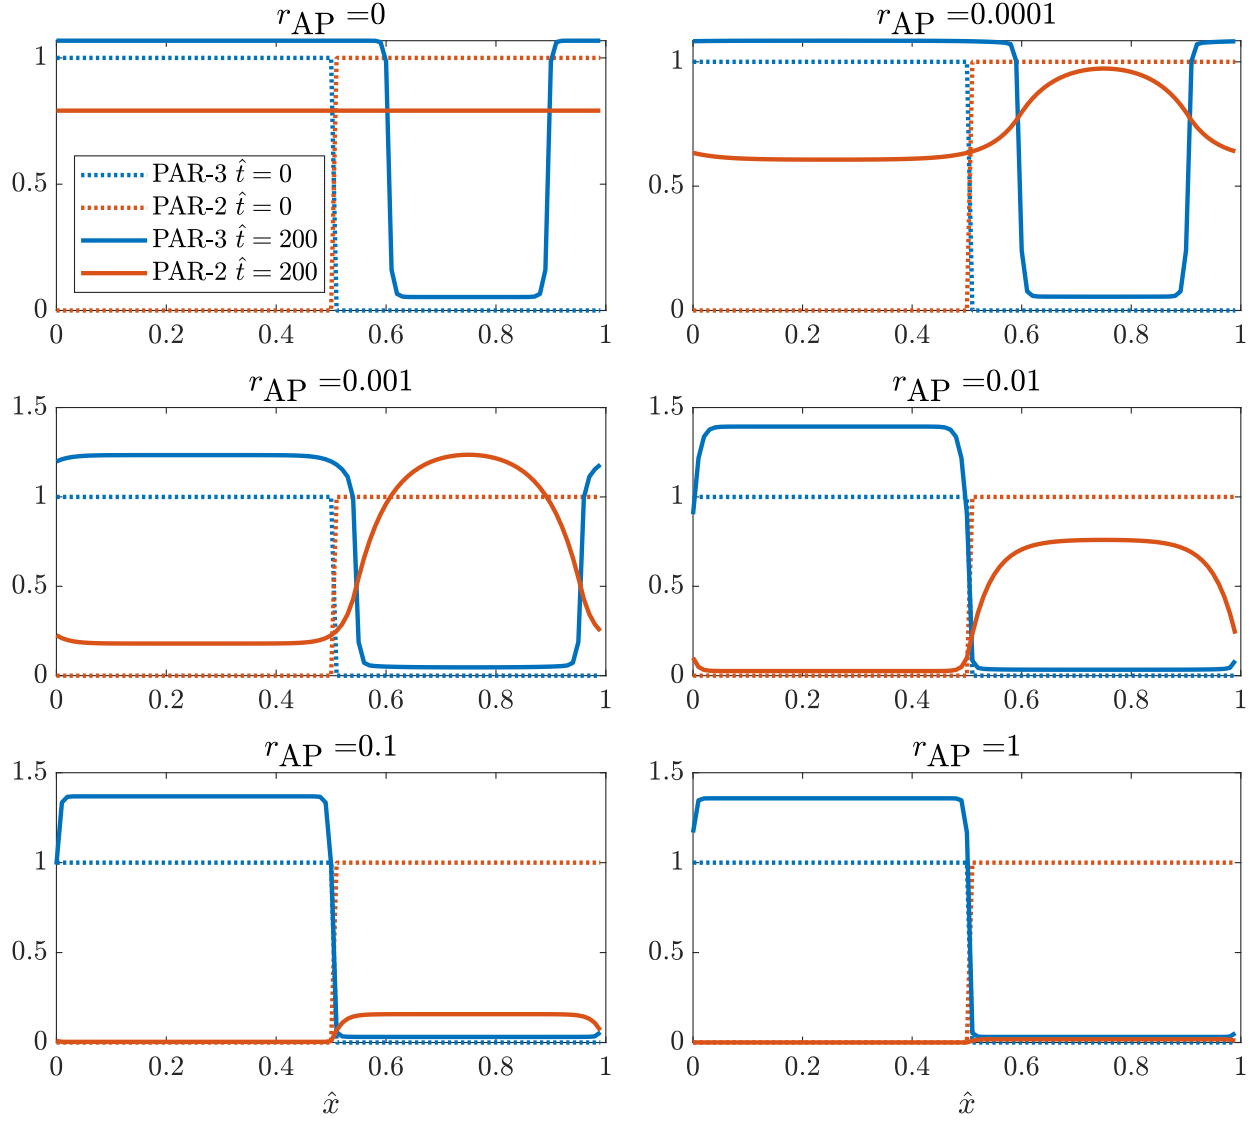 r_AP =0
1
0.5
0
PAR-3 t̂ = 0
PAR-2 t̂ = 0
PAR-3 t̂ = 200
PAR-2 t̂ = 200
0 0.2 0.4 0.6 0.8 1
r_AP =0.0001
1
0.5
0
0 0.2 0.4 0.6 0.8 1
r_AP =0.001
1.5
1
0.5
0
0 0.2 0.4 0.6 0.8 1
r_AP =0.01
1.5
1
0.5
0
0 0.2 0.4 0.6 0.8 1
r_AP =0.1
1.5
1
0.5
0
0 0.2 0.4 0.6 0.8 1
x̂
r_AP =1
1.5
1
0.5
0
0 0.2 0.4 0.6 0.8 1
x̂